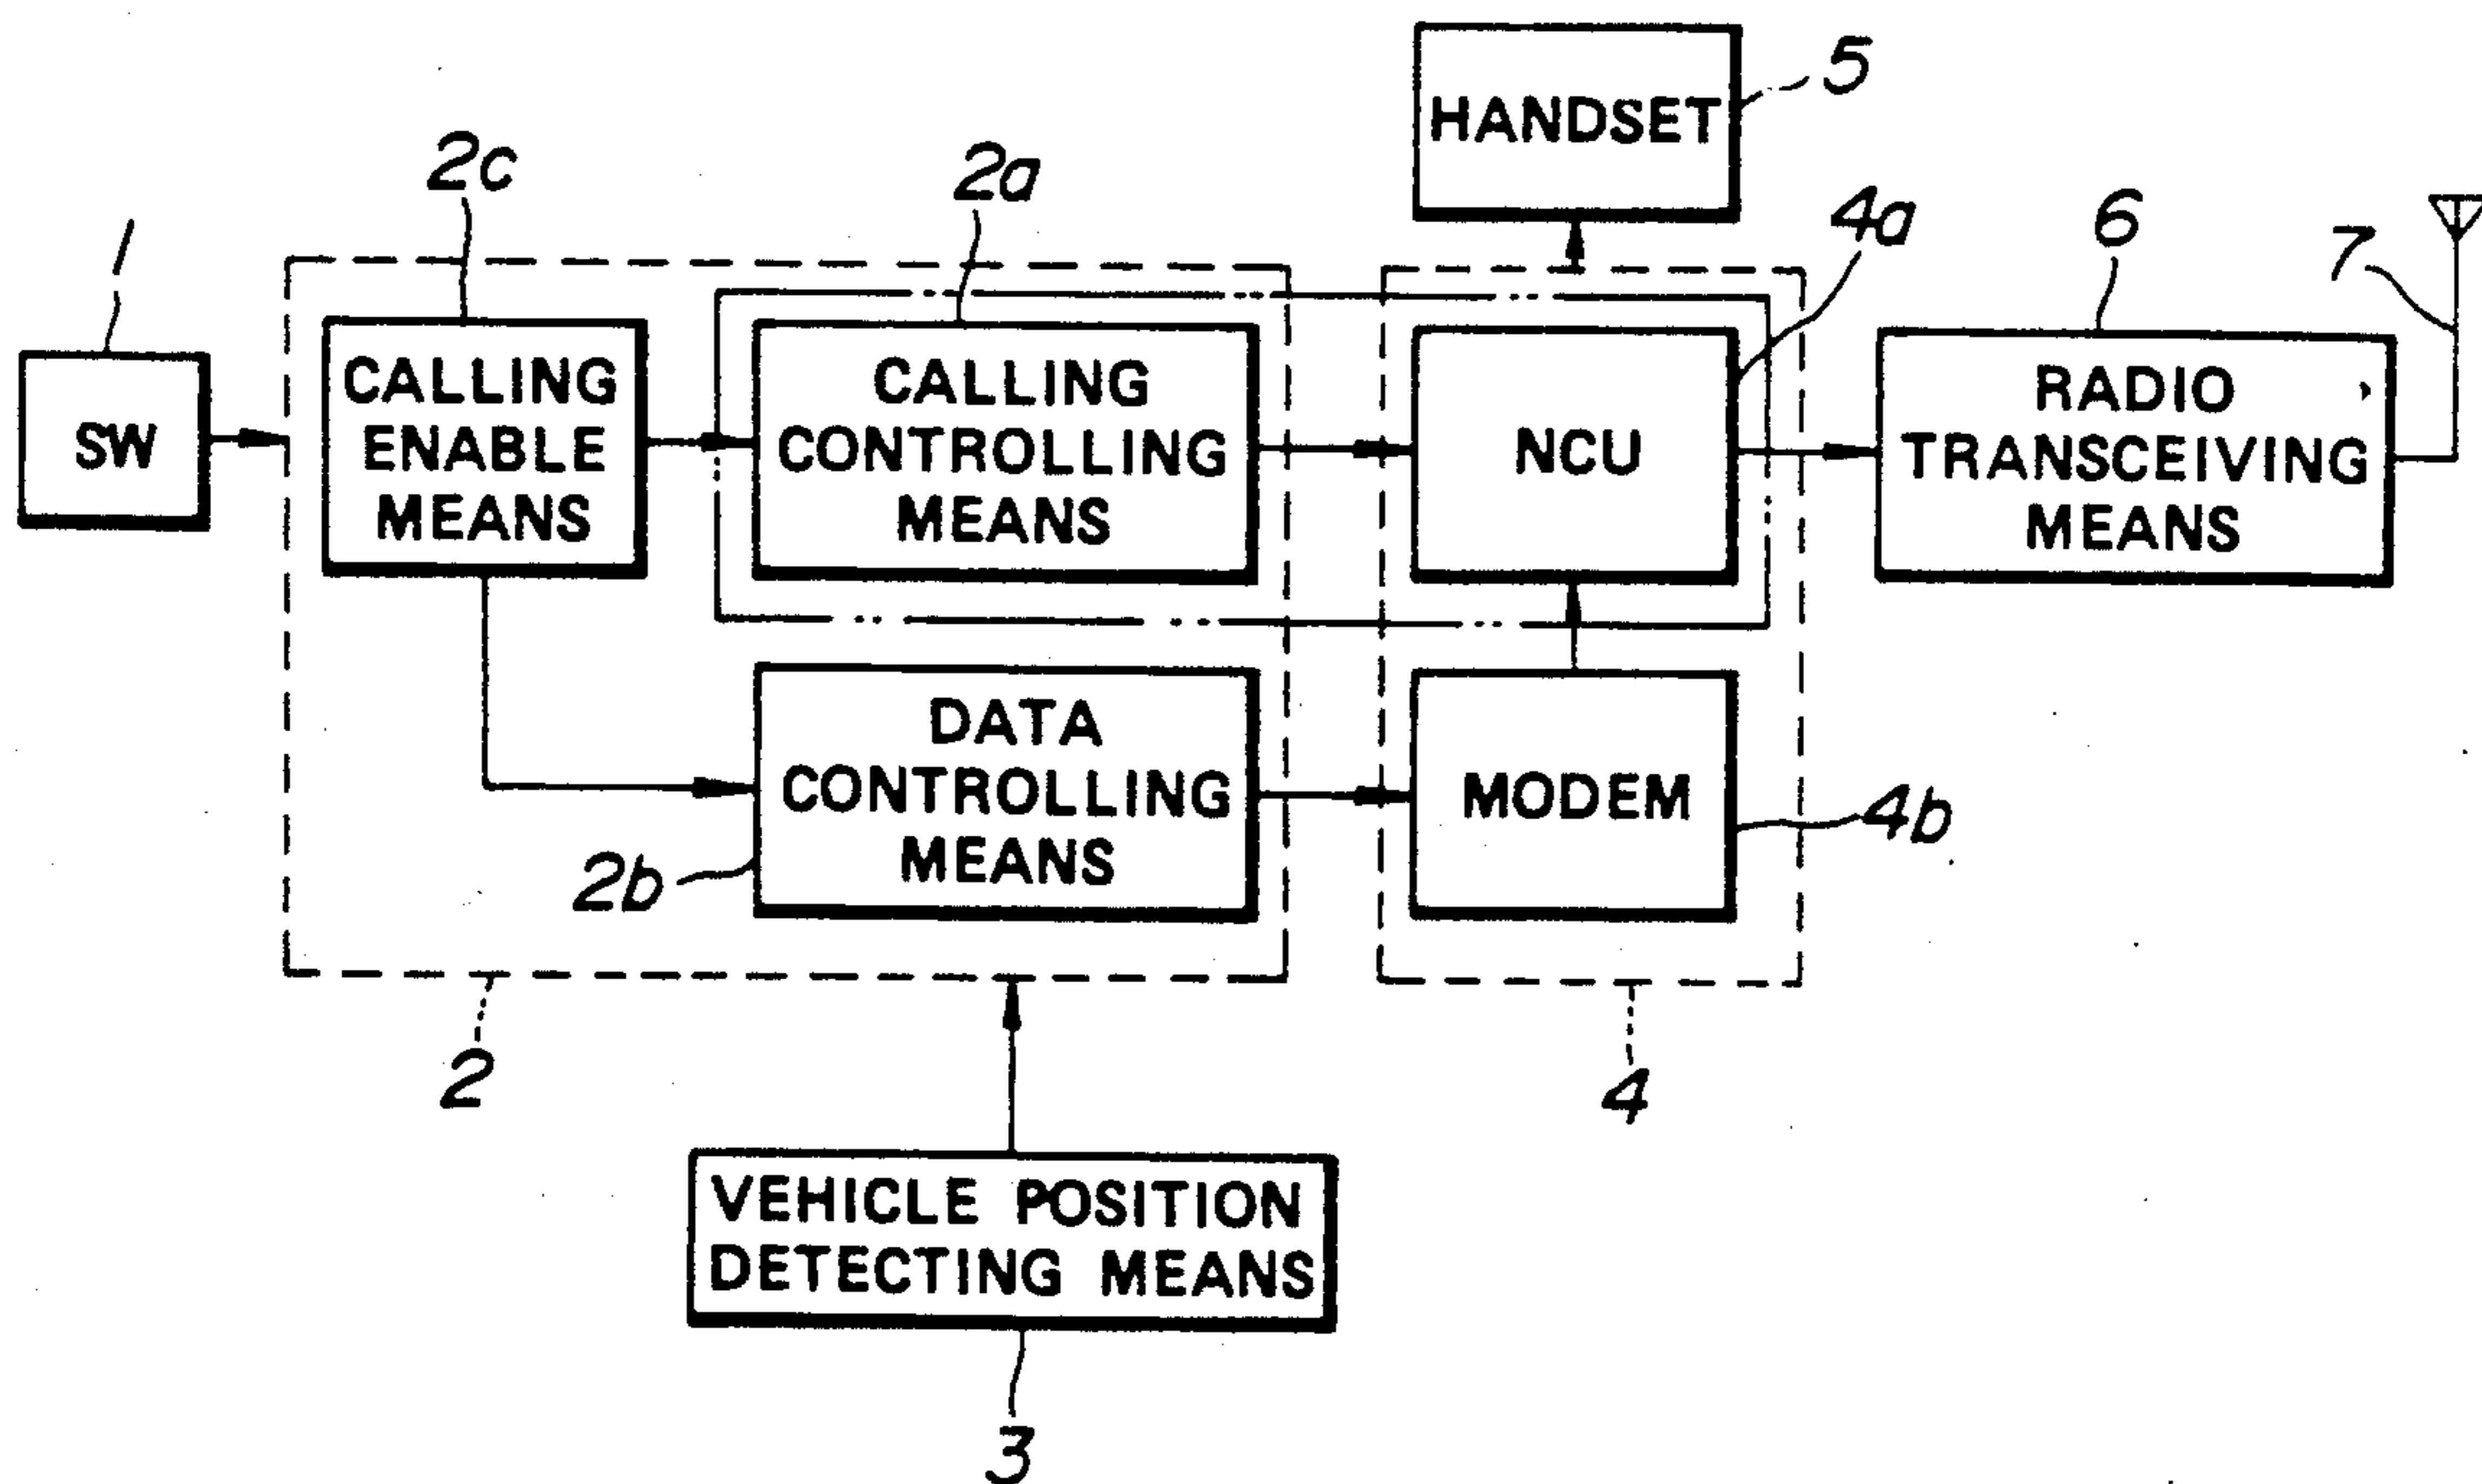 HANDSET
5
2c
2a
4a
6
7
1
SW
CALLING
ENABLE
MEANS
CALLING
CONTROLLING
MEANS
NCU
RADIO
TRANSCEIVING
MEANS
DATA
CONTROLLING
MEANS
2b
MODEM
4b
2
4
VEHICLE POSITION
DETECTING MEANS
3